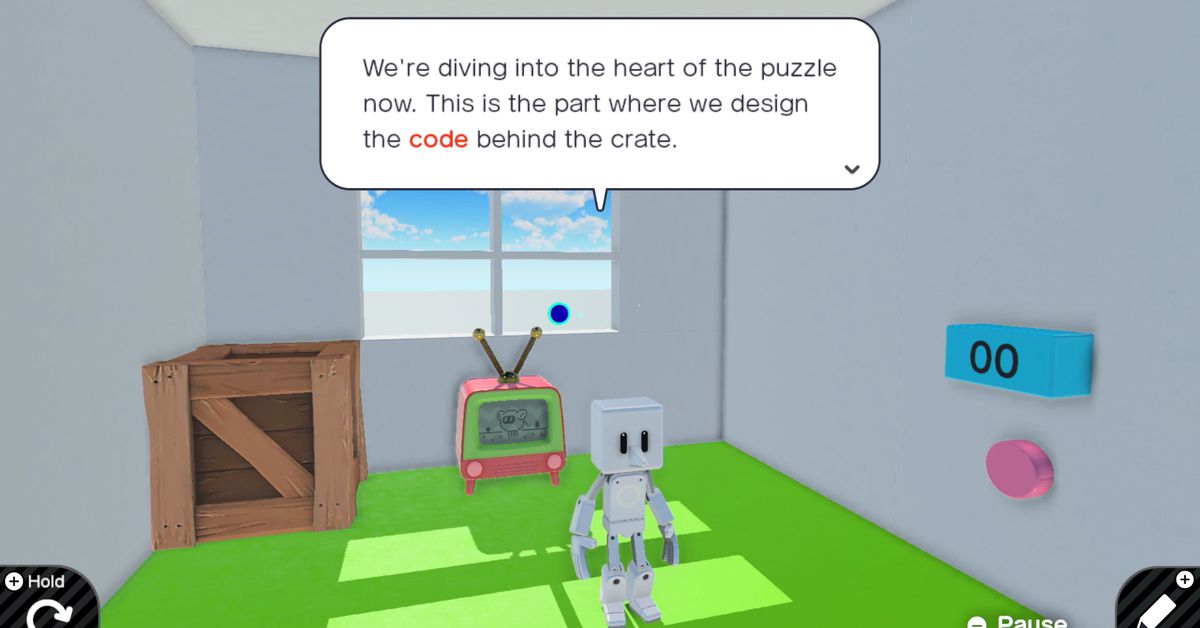 We're diving into the heart of the puzzle
now. This is the part where we design
the code behind the crate.
00
Hold
Pause